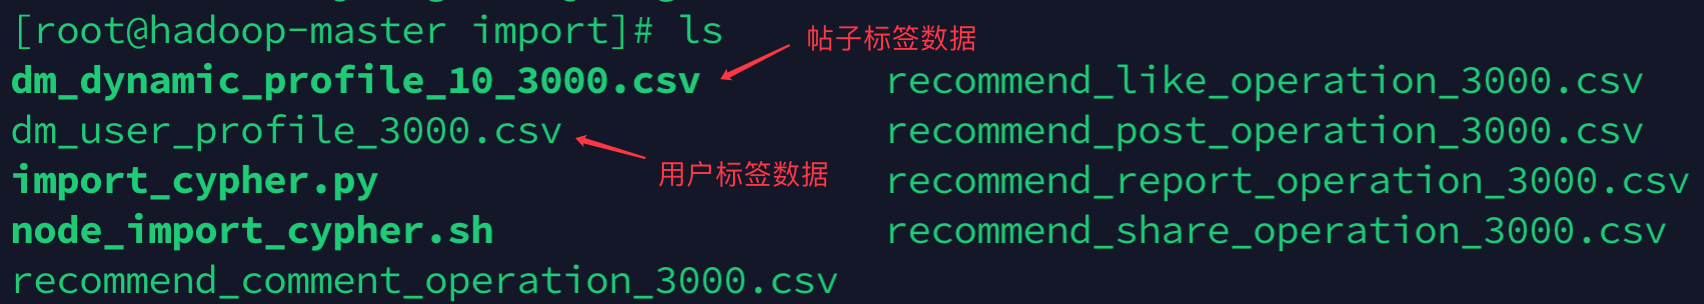 [root@hadoop-master import]# ls
帖子标签数据
dm_dynamic_profile_10_3000.csv recommend_like_operation_3000.csv
dm_user_profile_3000.csv recommend_post_operation_3000.csv
用户标签数据
import_cypher.py recommend_report_operation_3000.csv
node_import_cypher.sh recommend_share_operation_3000.csv
recommend_comment_operation_3000.csv